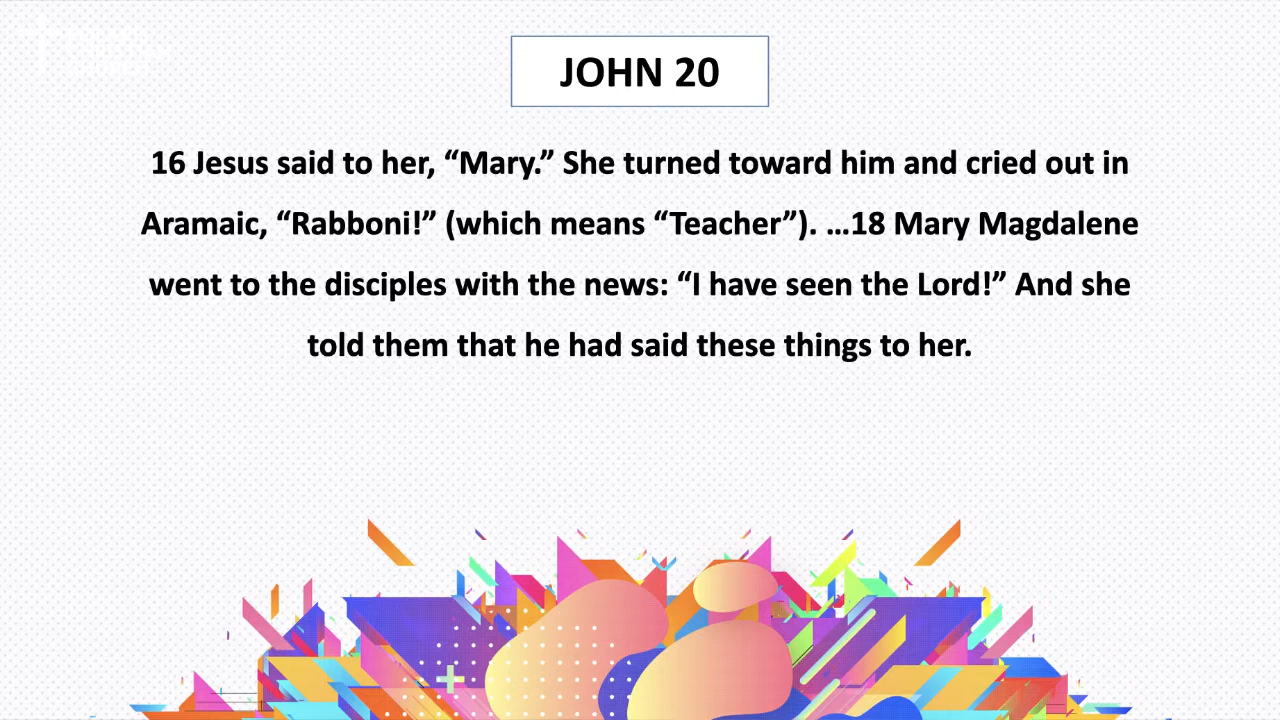 JOHN 20
16 Jesus said to her, “Mary.” She turned toward him and cried out in
Aramaic, “Rabboni!” (which means “Teacher”). …18 Mary Magdalene
went to the disciples with the news: “I have seen the Lord!” And she
told them that he had said these things to her.